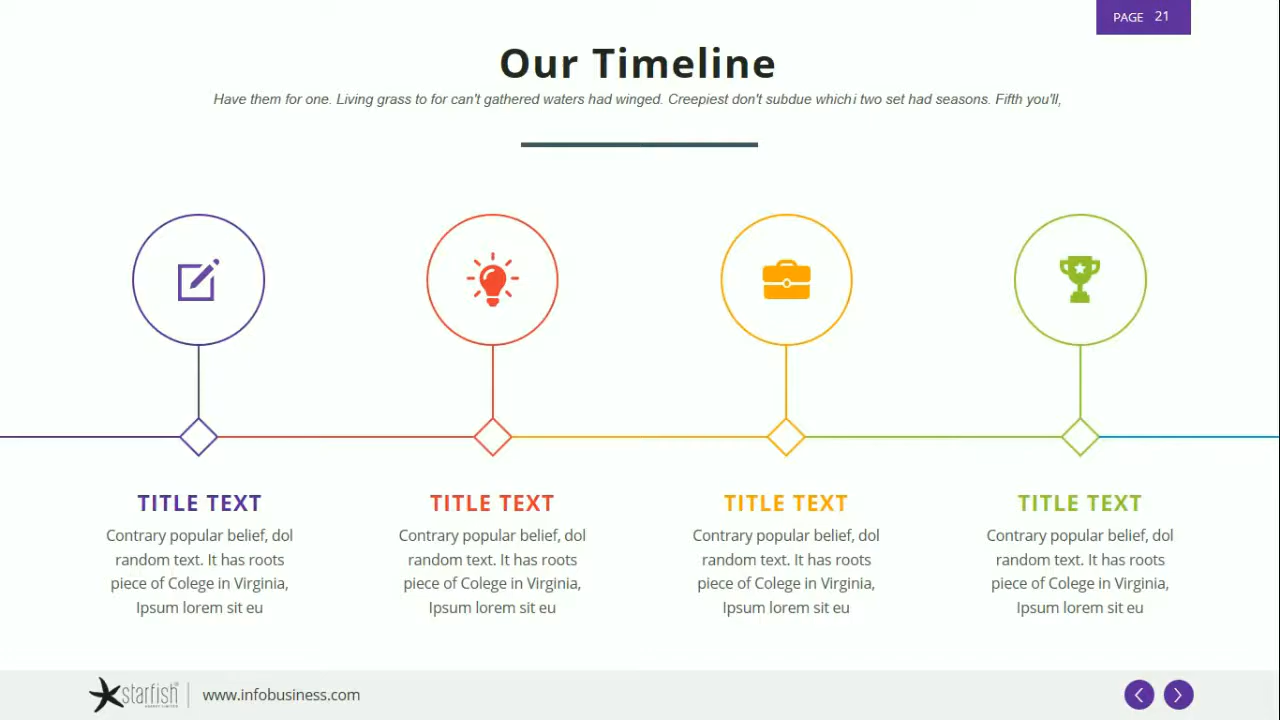 PAGE 21
Our Timeline
Have them for one. Living grass to for can't gathered waters had winged. Creepiest don't subdue whichi two set had seasons. Fifth you'll,
TITLE TEXT
Contrary popular belief, dol
random text. It has roots
piece of Colege in Virginia,
Ipsum lorem sit eu
TITLE TEXT
Contrary popular belief, dol
random text. It has roots
piece of Colege in Virginia,
Ipsum lorem sit eu
TITLE TEXT
Contrary popular belief, dol
random text. It has roots
piece of Colege in Virginia,
Ipsum lorem sit eu
TITLE TEXT
Contrary popular belief, dol
random text. It has roots
piece of Colege in Virginia,
Ipsum lorem sit eu
starfish
www.infobusiness.com